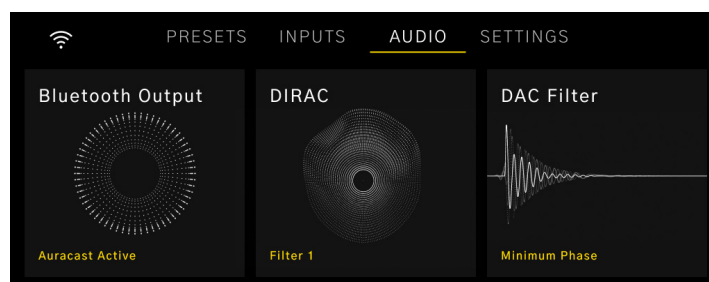 PRESETS INPUTS AUDIO SETTINGS
Bluetooth Output
Auracast Active
DIRAC
Filter 1
DAC Filter
Minimum Phase